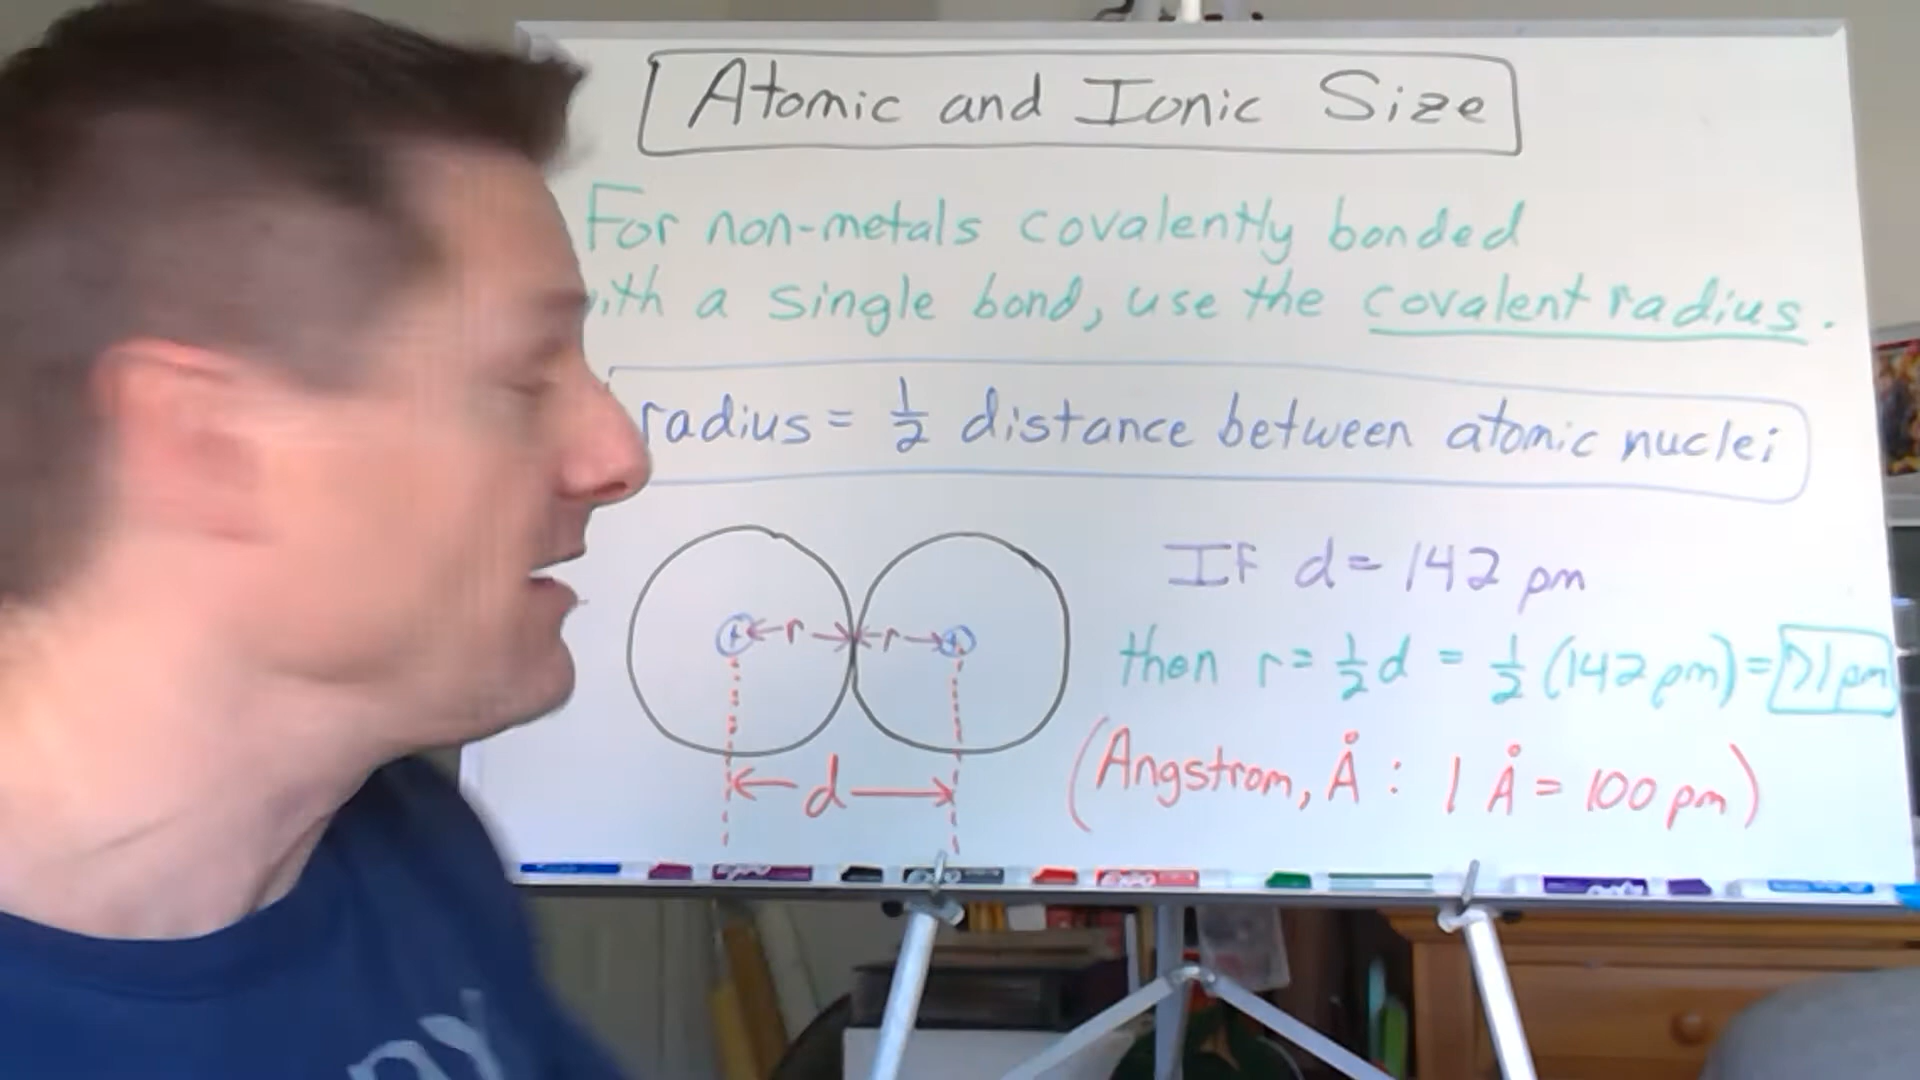 Atomic and Ionic Size
For non-metals covalently bonded
with a single bond, use the covalent radius.
radius = 1/2 distance between atomic nuclei
+ r r +
d
If d = 142 pm
then r = 1/2 d = 1/2 (142 pm) = 71 pm
(Angstrom, Å : 1 Å = 100 pm)
expo